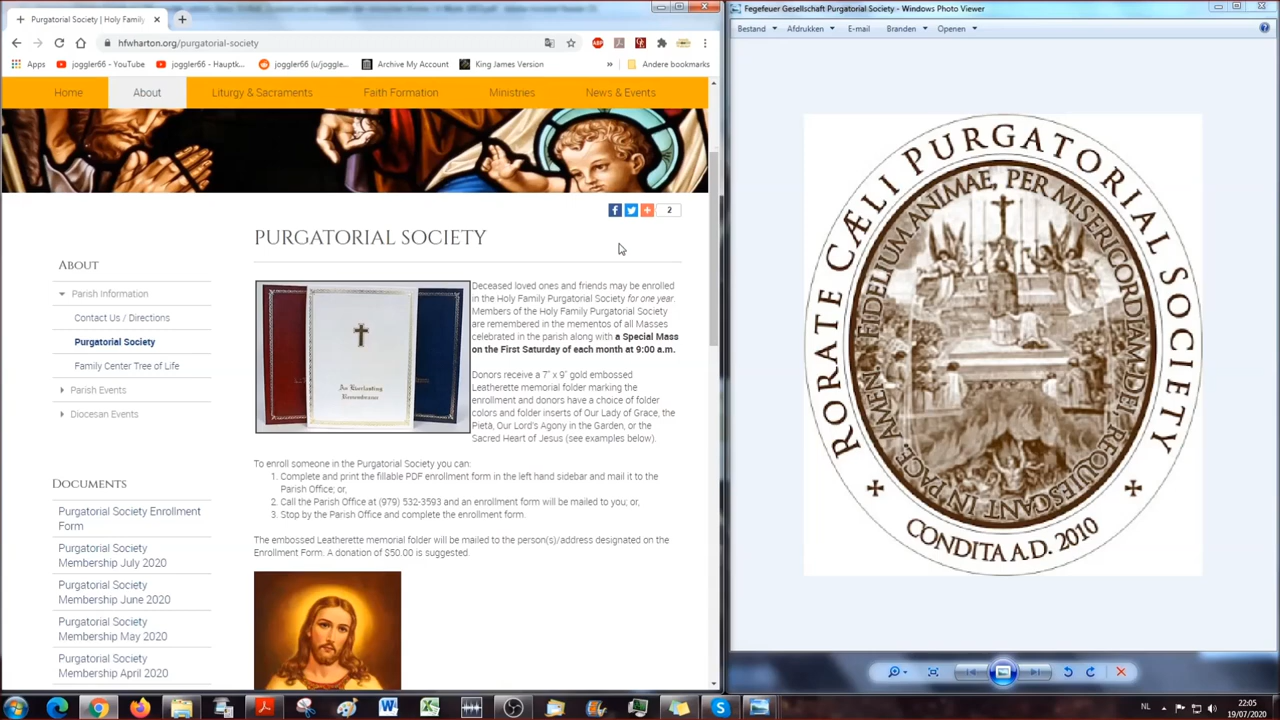 Purgatorial Society | Holy Family
hfwharton.org/purgatorial-society
Apps
joggler66 - YouTube
joggler66 - Hauptk...
joggler66 (u/joggle...
Archive My Account
King James Version
»
Andere bookmarks
Home
About
Liturgy & Sacraments
Faith Formation
Ministries
News & Events
2
PURGATORIAL SOCIETY
ABOUT
Parish Information
Contact Us / Directions
Purgatorial Society
Family Center Tree of Life
Parish Events
Diocesan Events
DOCUMENTS
Purgatorial Society Enrollment
Form
Purgatorial Society
Membership July 2020
Purgatorial Society
Membership June 2020
Purgatorial Society
Membership May 2020
Purgatorial Society
Membership April 2020
An Everlasting
Remembrance
Deceased loved ones and friends may be enrolled
in the Holy Family Purgatorial Society for one year.
Members of the Holy Family Purgatorial Society
are remembered in the mementos of all Masses
celebrated in the parish along with a Special Mass
on the First Saturday of each month at 9:00 a.m.
Donors receive a 7" x 9" gold embossed
Leatherette memorial folder marking the
enrollment and donors have a choice of folder
colors and folder inserts of Our Lady of Grace, the
Pieta, Our Lord's Agony in the Garden, or the
Sacred Heart of Jesus (see examples below).
To enroll someone in the Purgatorial Society you can:
1. Complete and print the fillable PDF enrollment form in the left hand sidebar and mail it to the
Parish Office; or,
2. Call the Parish Office at (979) 532-3593 and an enrollment form will be mailed to you; or,
3. Stop by the Parish Office and complete the enrollment form.
The embossed Leatherette memorial folder will be mailed to the person(s)/address designated on the
Enrollment Form. A donation of $50.00 is suggested.
Fegefeuer Gesellschaft Purgatorial Society - Windows Photo Viewer
Bestand
Afdrukken
E-mail
Branden
Openen
RORATE CÆLI PURGATORIAL SOCIETY
FIDELIUM ANIMAE, PER MISERICORDIAM DEI, REQUIESCANT IN PACE. AMEN.
CONDITA A.D. 2010
NL
22:05
19/07/2020